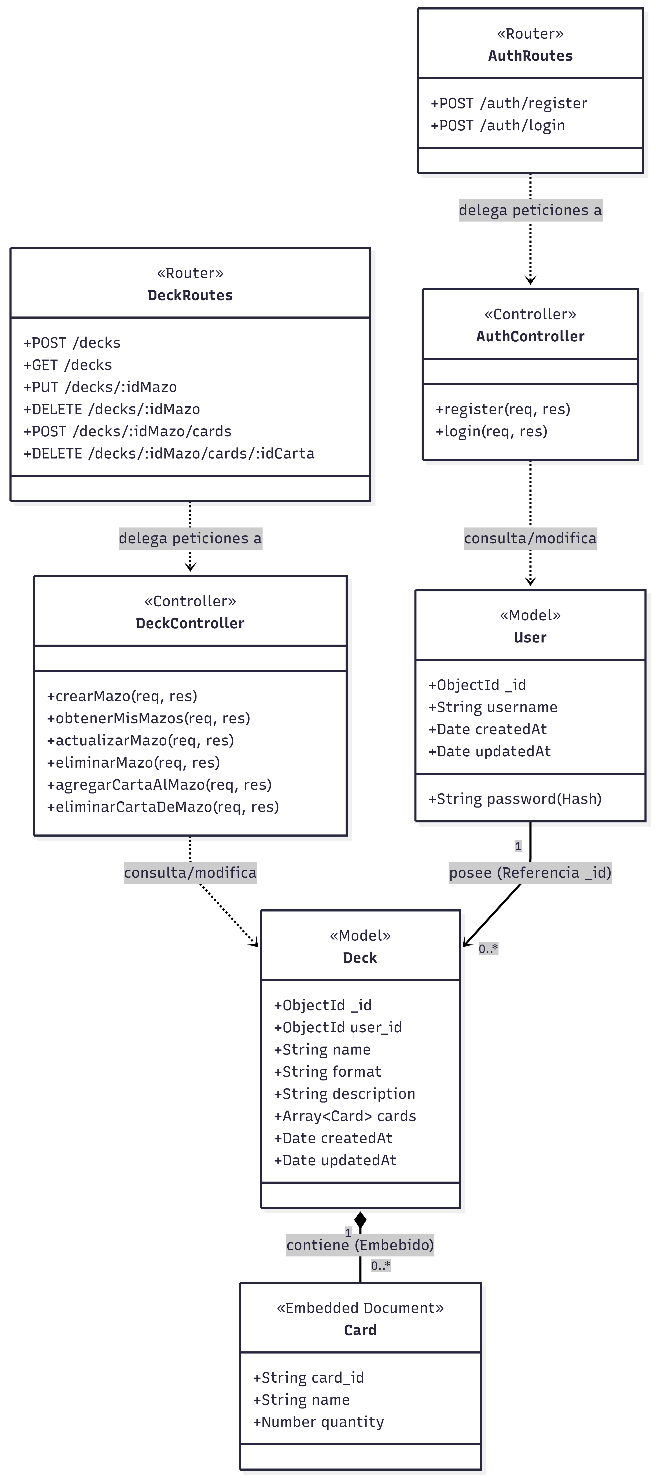 «Router»
AuthRoutes
+POST /auth/register
+POST /auth/login
delega peticiones a
«Router»
DeckRoutes
+POST /decks
+GET /decks
+PUT /decks/:idMazo
+DELETE /decks/:idMazo
+POST /decks/:idMazo/cards
+DELETE /decks/:idMazo/cards/:idCarta
«Controller»
AuthController
+register(req, res)
+login(req, res)
delega peticiones a
consulta/modifica
«Controller»
DeckController
+crearMazo(req, res)
+obtenerMisMazos(req, res)
+actualizarMazo(req, res)
+eliminarMazo(req, res)
+agregarCartaAlMazo(req, res)
+eliminarCartaDeMazo(req, res)
«Model»
User
+ObjectId _id
+String username
+Date createdAt
+Date updatedAt
+String password(Hash)
consulta/modifica
1
posee (Referencia _id)
0..*
«Model»
Deck
+ObjectId _id
+ObjectId user_id
+String name
+String format
+String description
+Array<Card> cards
+Date createdAt
+Date updatedAt
1
contiene (Embebido)
0..*
«Embedded Document»
Card
+String card_id
+String name
+Number quantity